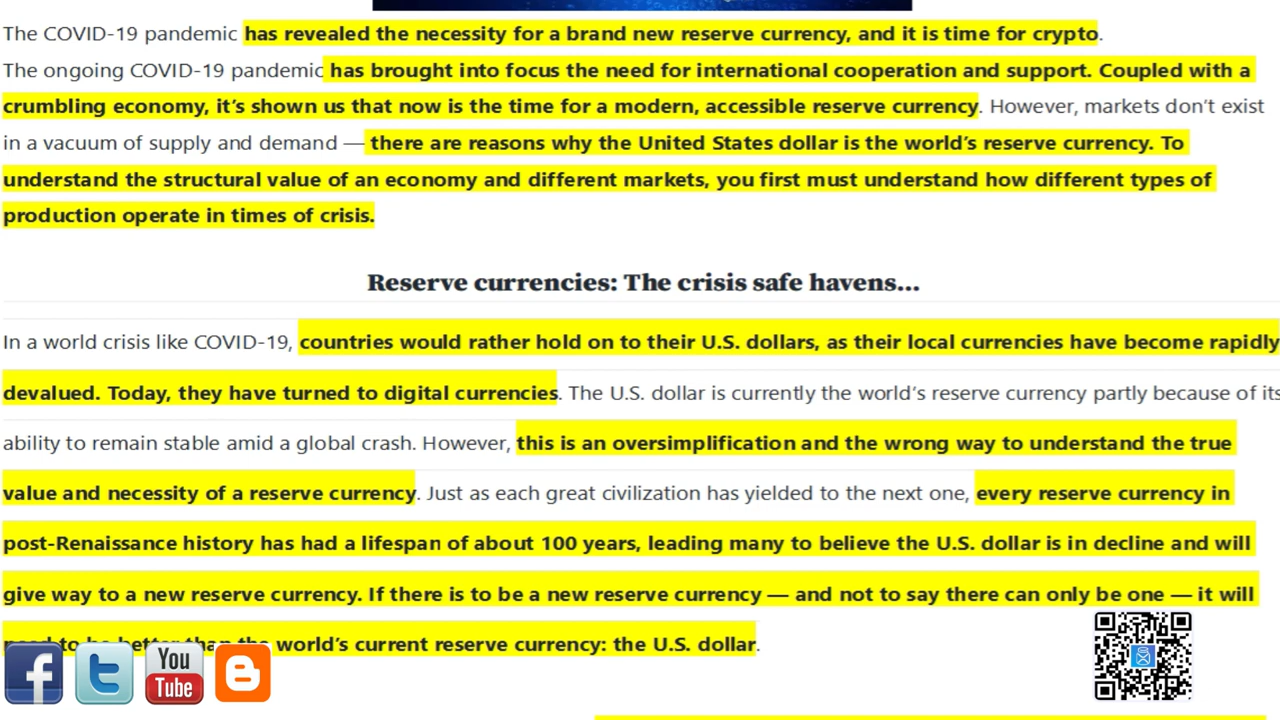 The COVID-19 pandemic has revealed the necessity for a brand new reserve currency, and it is time for crypto.
The ongoing COVID-19 pandemic has brought into focus the need for international cooperation and support. Coupled with a
crumbling economy, it’s shown us that now is the time for a modern, accessible reserve currency. However, markets don’t exist
in a vacuum of supply and demand — there are reasons why the United States dollar is the world’s reserve currency. To
understand the structural value of an economy and different markets, you first must understand how different types of
production operate in times of crisis.
Reserve currencies: The crisis safe havens...
In a world crisis like COVID-19, countries would rather hold on to their U.S. dollars, as their local currencies have become rapidly
devalued. Today, they have turned to digital currencies. The U.S. dollar is currently the world’s reserve currency partly because of its
ability to remain stable amid a global crash. However, this is an oversimplification and the wrong way to understand the true
value and necessity of a reserve currency. Just as each great civilization has yielded to the next one, every reserve currency in
post-Renaissance history has had a lifespan of about 100 years, leading many to believe the U.S. dollar is in decline and will
give way to a new reserve currency. If there is to be a new reserve currency — and not to say there can only be one — it will
need to be better than the world’s current reserve currency: the U.S. dollar.
You
Tube